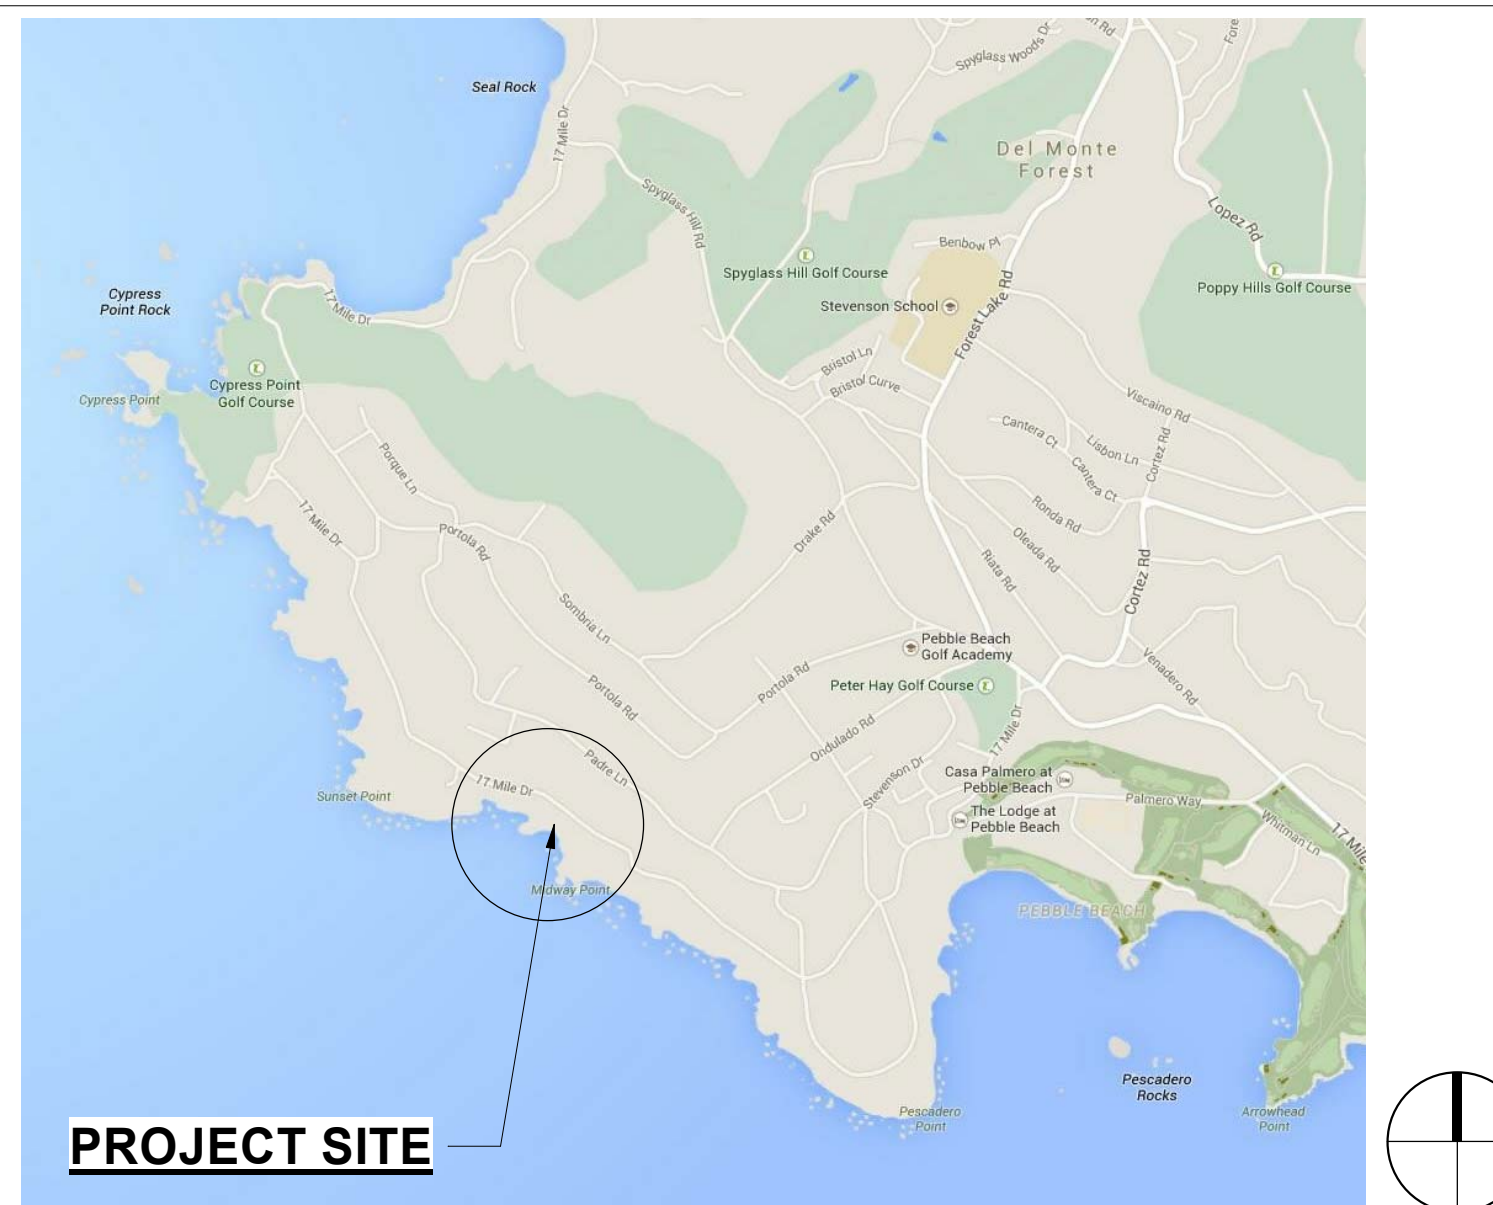 n Rd
Spyglass Woods Dr
Fore
Seal Rock
17 Mile Dr
Del Monte
Forest
Spyglass Hill Rd
Lopez Rd
Benbow Pl
Spyglass Hill Golf Course
Poppy Hills Golf Course
Stevenson School
Forest Lake Rd
Cypress
Point Rock
17 Mile Dr
Bristol Ln
Bristol Curve
Cypress Point
Golf Course
Cypress Point
Viscaino Rd
Cantera Ct
Lisbon Ln
Cortez Rd
Porque Ln
Cantera Ct
17 Mile Dr
Portola Rd
Drake Rd
Ronda Rd
Oleada Rd
Riata Rd
Cortez Rd
Sombria Ln
Pebble Beach
Golf Academy
Venadero Rd
Portola Rd
Portola Rd
Peter Hay Golf Course
Ondulado Rd
17 Mile Dr
Padre Ln
17 Mile Dr
Stevenson Dr
Casa Palmero at
Pebble Beach
Sunset Point
Palmero Way
The Lodge at
Pebble Beach
Whitman Ln
17 Mile
Midway Point
PEBBLE BEACH
Pescadero
Rocks
Pescadero
Point
Arrowhead
Point
PROJECT SITE